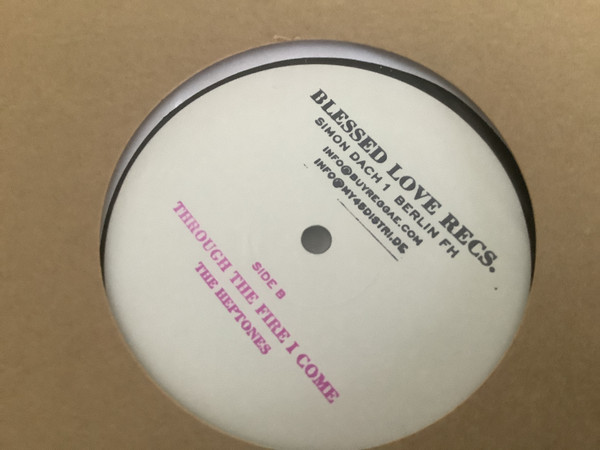 BLESSED LOVE RECS.
SIMON DACH 1 BERLIN FH
INFO@BUYREGGAE.COM
INFO@MY45DISTRI.DE
SIDE B
THROUGH THE FIRE I COME
THE HEPTONES